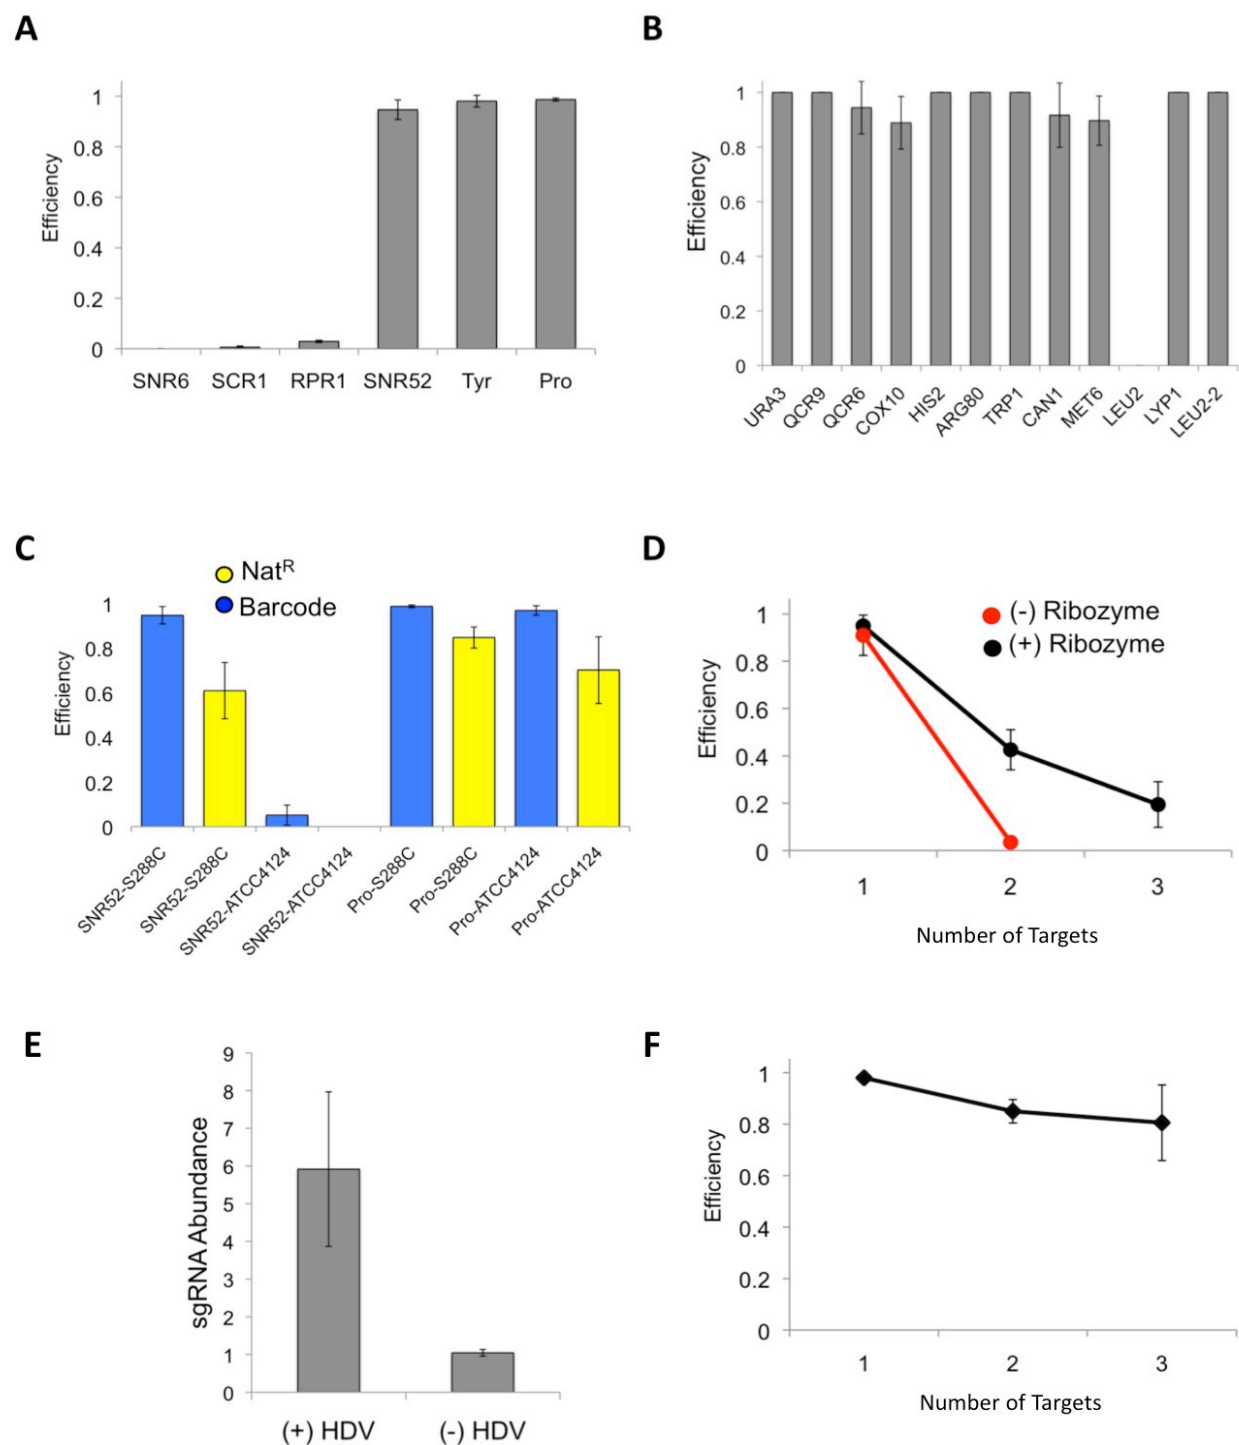 A
Efficiency
1
0.8
0.6
0.4
0.2
0
SNR6 SCR1 RPR1 SNR52 Tyr Pro
B
Efficiency
1
0.8
0.6
0.4
0.2
0
URA3 QCR9 QCR6 COX10 HIS2 ARG80 TRP1 CAN1 MET6 LEU2 LYP1 LEU2-2
C
Nat^R
Barcode
Efficiency
1
0.8
0.6
0.4
0.2
0
SNR52-S288C SNR52-S288C SNR52-ATCC4124 SNR52-ATCC4124 Pro-S288C Pro-S288C Pro-ATCC4124 Pro-ATCC4124
D
(-) Ribozyme
(+) Ribozyme
Efficiency
1
0.8
0.6
0.4
0.2
0
1 2 3
Number of Targets
E
sgRNA Abundance
9
8
7
6
5
4
3
2
1
0
(+) HDV (-) HDV
F
Efficiency
1
0.8
0.6
0.4
0.2
0
1 2 3
Number of Targets